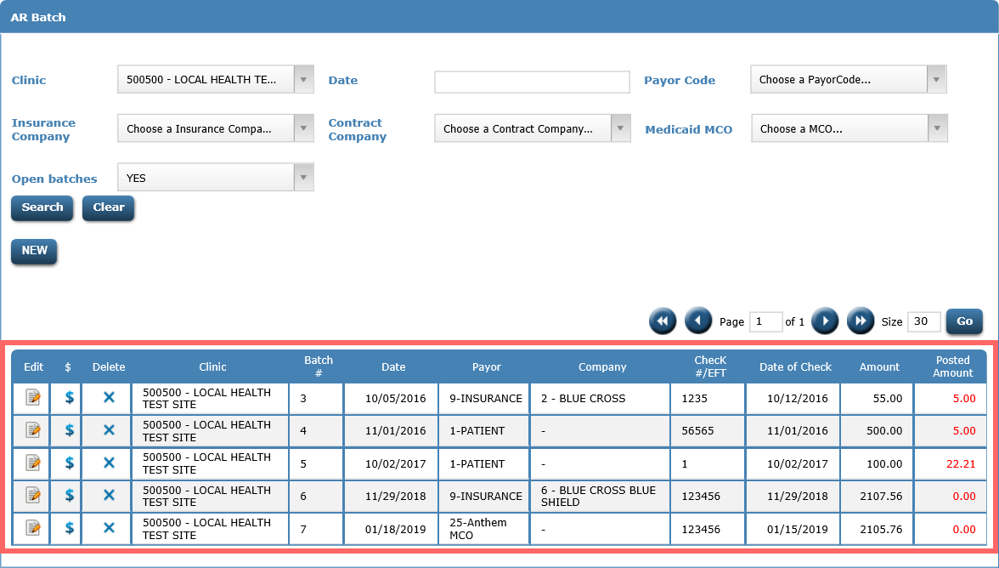 AR Batch
Clinic 500500 - LOCAL HEALTH TE... Date Payor Code Choose a PayorCode...
Insurance Company Choose a Insurance Compa... Contract Company Choose a Contract Company... Medicaid MCO Choose a MCO...
Open batches YES
Search Clear
NEW
Page 1 of 1 Size 30 Go
Edit $ Delete Clinic Batch # Date Payor Company ChecK #/EFT Date of Check Amount Posted Amount
$ 500500 - LOCAL HEALTH TEST SITE 3 10/05/2016 9-INSURANCE 2 - BLUE CROSS 1235 10/12/2016 55.00 5.00
$ 500500 - LOCAL HEALTH TEST SITE 4 11/01/2016 1-PATIENT - 56565 11/01/2016 500.00 5.00
$ 500500 - LOCAL HEALTH TEST SITE 5 10/02/2017 1-PATIENT - 1 10/02/2017 100.00 22.21
$ 500500 - LOCAL HEALTH TEST SITE 6 11/29/2018 9-INSURANCE 6 - BLUE CROSS BLUE SHIELD 123456 11/29/2018 2107.56 0.00
$ 500500 - LOCAL HEALTH TEST SITE 7 01/18/2019 25-Anthem MCO - 123456 01/15/2019 2105.76 0.00